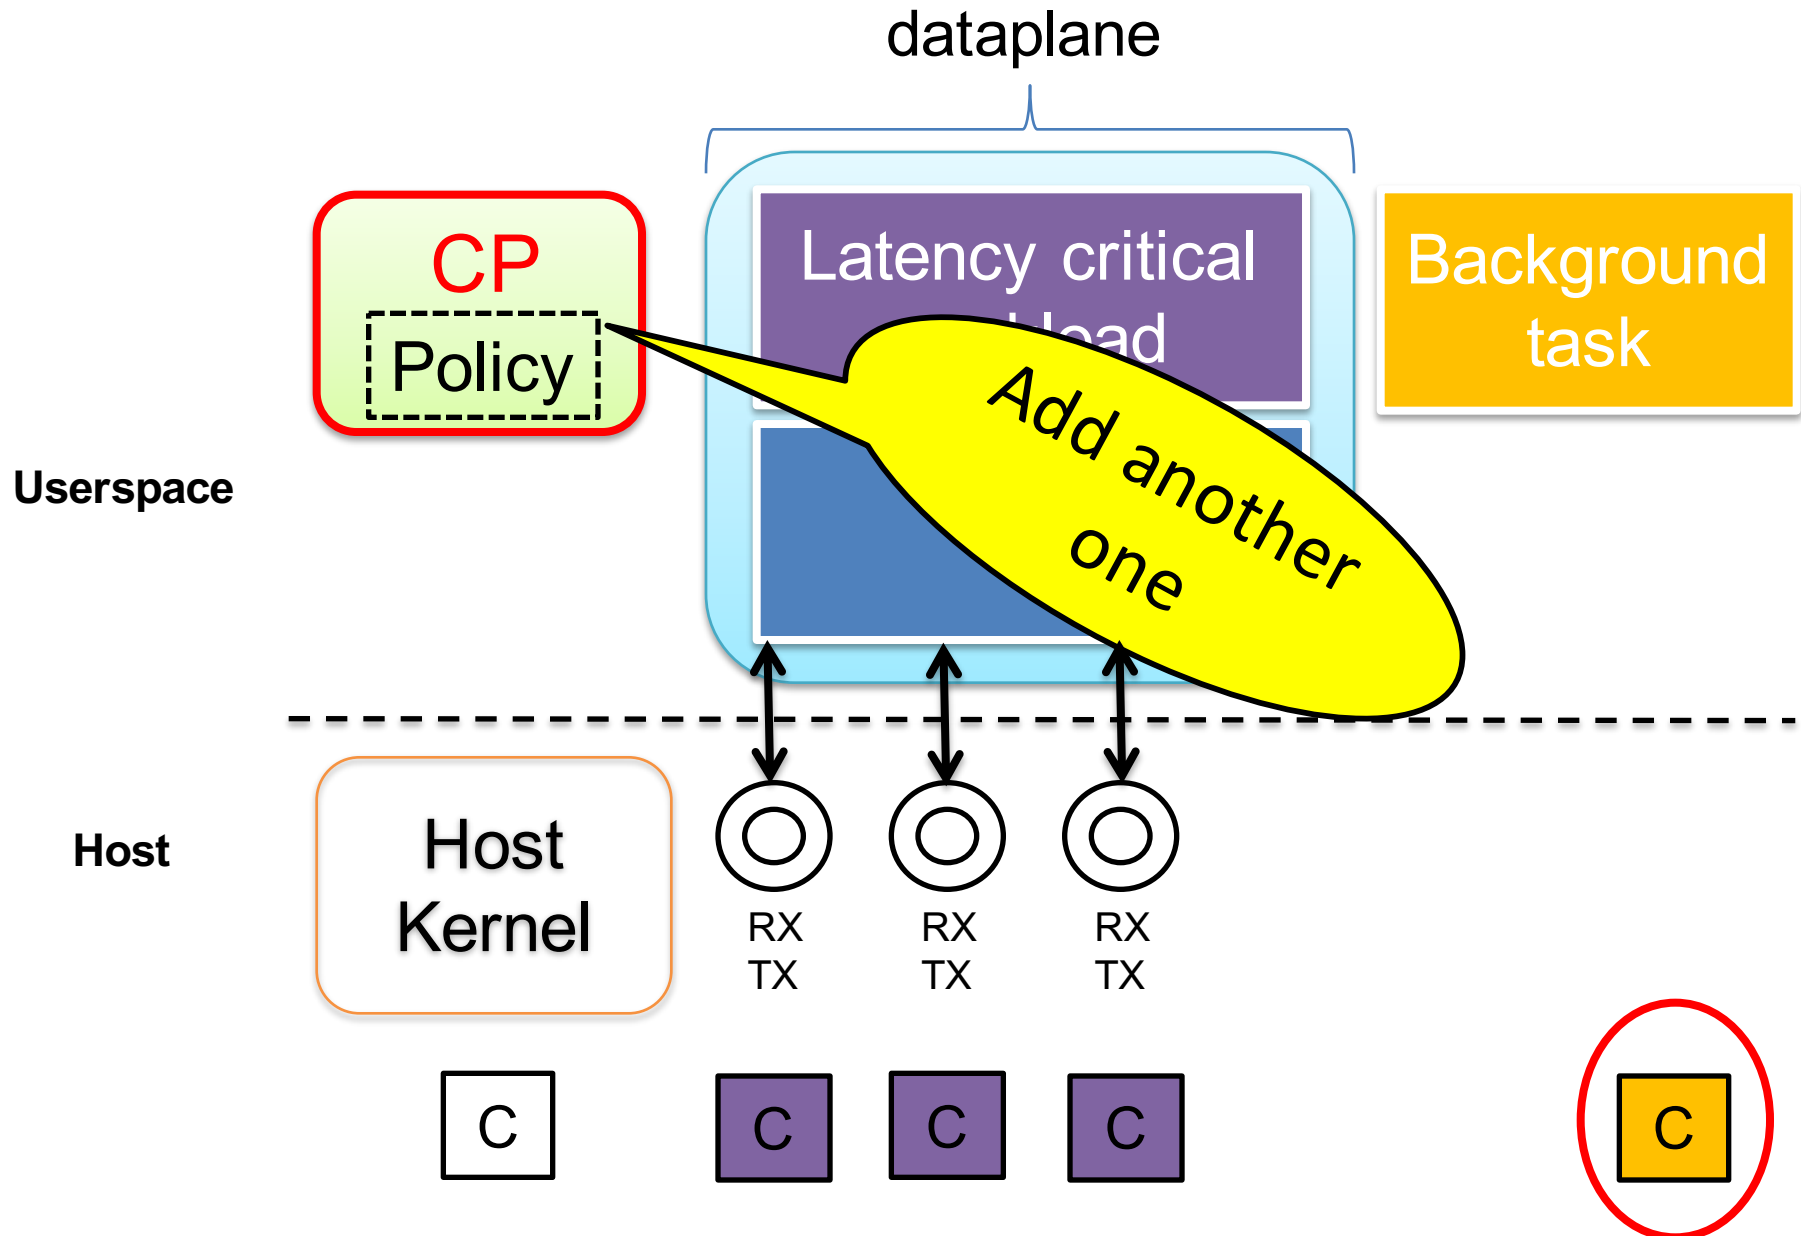 dataplane
CP
Policy
Latency critical
Background
task
Add another
one
Userspace
Host
Host
Kernel
RX
TX
RX
TX
RX
TX
C
C
C
C
C